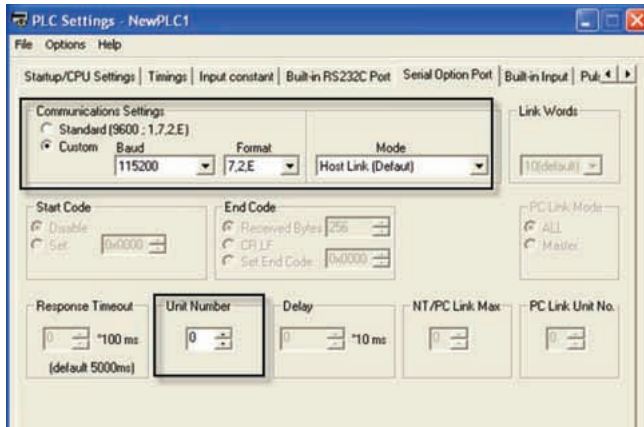 PLC Settings - NewPLC1
File Options Help
Startup/CPU Settings Timings Input constant Built-in RS232C Port Serial Option Port Built-in Input Pul
Communications Settings
Standard (9600 ; 1,7,2,E)
Custom Baud Format Mode
115200 7,2,E Host Link (Defaut)
Link Words
10(default)
Start Code
Disable
Set 0x0000
End Code
Received Bytes 256
CR,LF
Set End Code 0x0000
PC Link Mode
ALL
Master
Response Timeout
0 *100 ms
(default 5000ms)
Unit Number
0
Delay
0 *10 ms
NT/PC Link Max
0
PC Link Unit No.
0